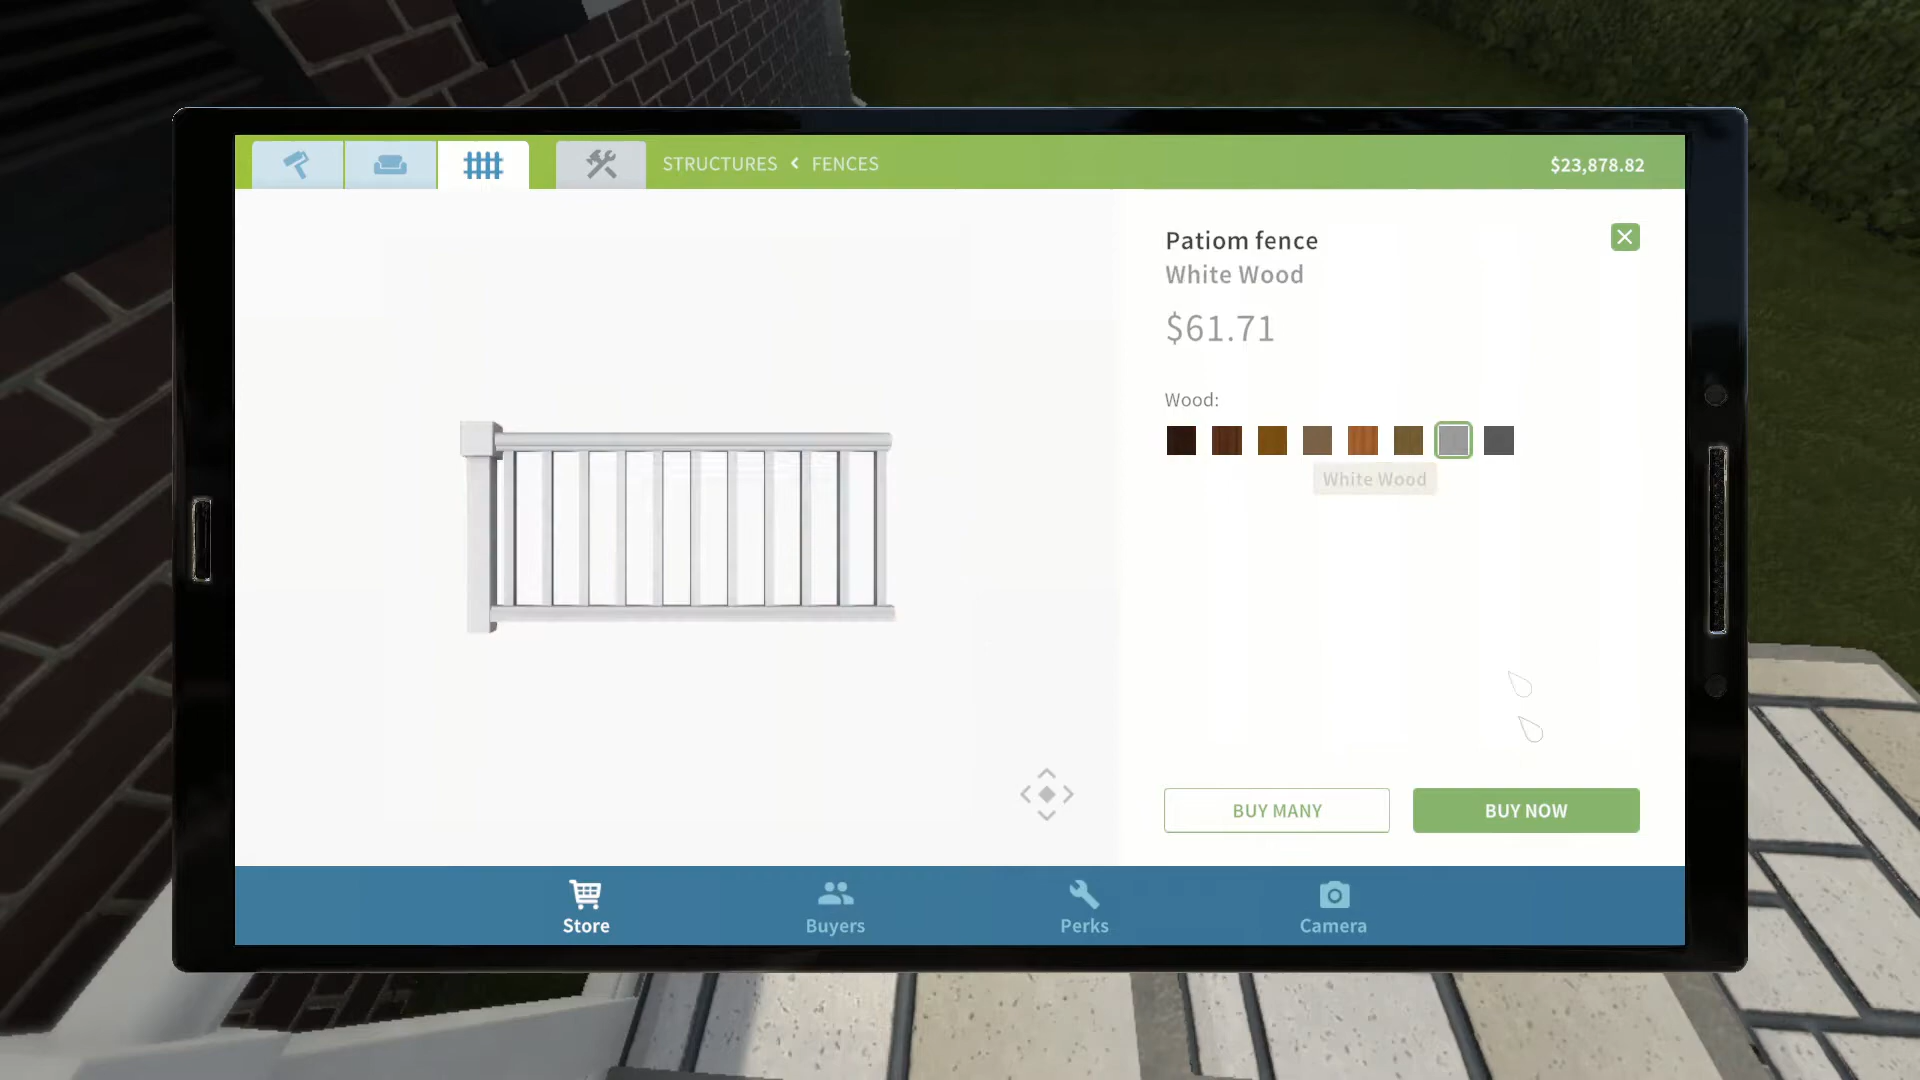 STRUCTURES < FENCES
$23,878.82
Patiom fence
White Wood
$61.71
Wood:
White Wood
BUY MANY
BUY NOW
Store
Buyers
Perks
Camera